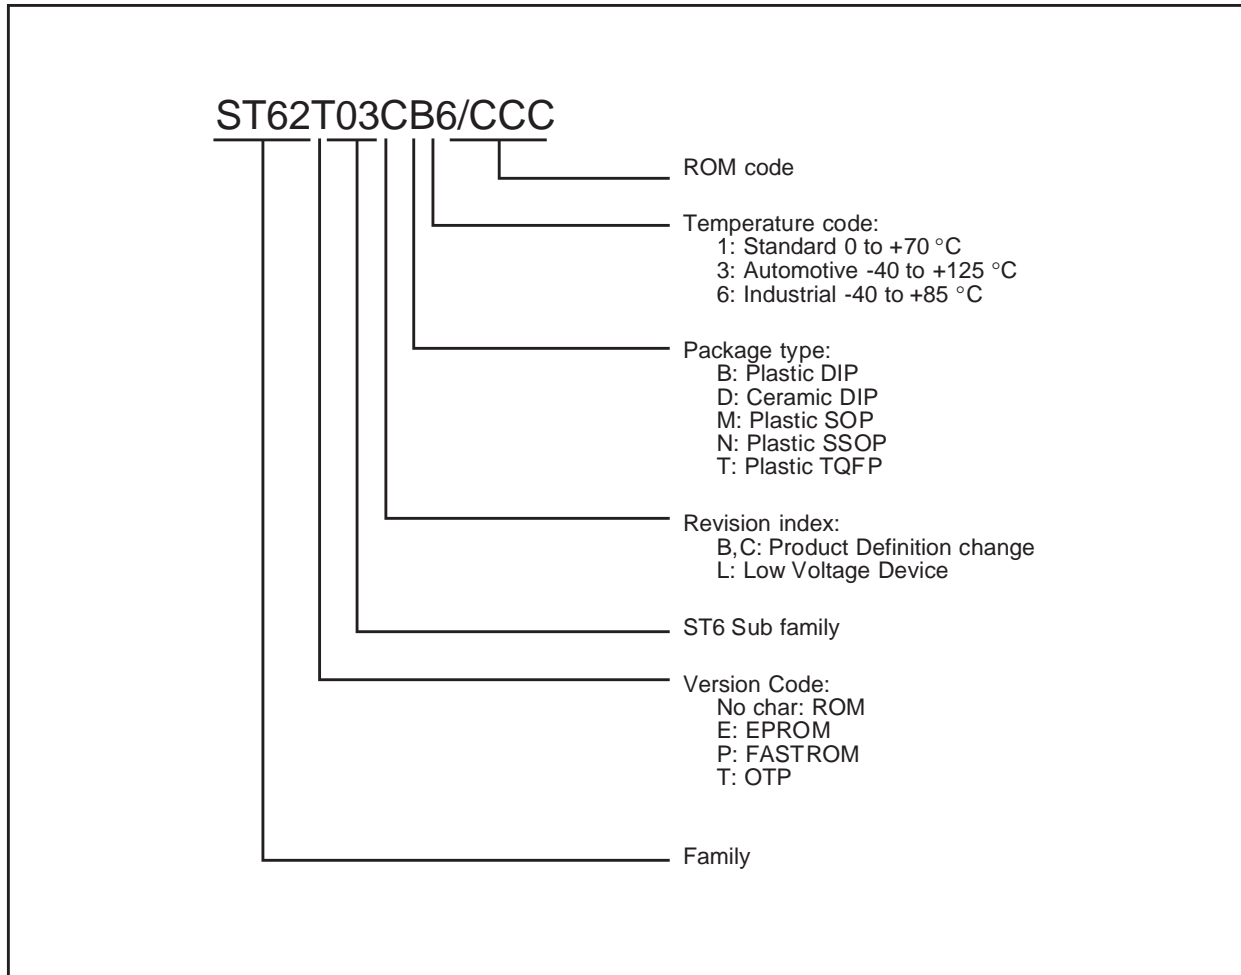 ST62T03CB6/CCC
ROM code
Temperature code:
1: Standard 0 to +70 °C
3: Automotive -40 to +125 °C
6: Industrial -40 to +85 °C
Package type:
B: Plastic DIP
D: Ceramic DIP
M: Plastic SOP
N: Plastic SSOP
T: Plastic TQFP
Revision index:
B,C: Product Definition change
L: Low Voltage Device
ST6 Sub family
Version Code:
No char: ROM
E: EPROM
P: FASTROM
T: OTP
Family